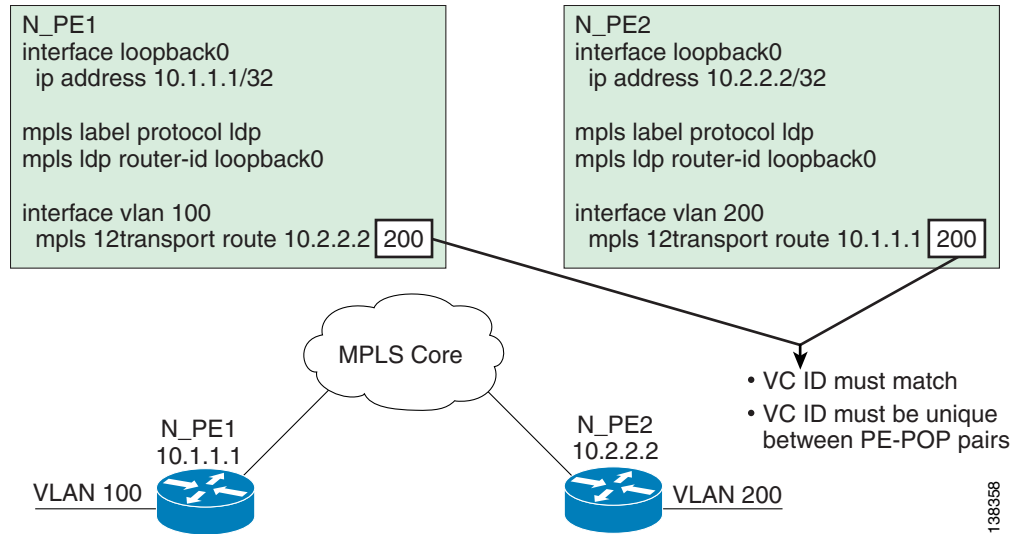 N_PE1
interface loopback0
ip address 10.1.1.1/32
mpls label protocol ldp
mpls ldp router-id loopback0
interface vlan 100
mpls 12transport route 10.2.2.2 200
N_PE2
interface loopback0
ip address 10.2.2.2/32
mpls label protocol ldp
mpls ldp router-id loopback0
interface vlan 200
mpls 12transport route 10.1.1.1 200
MPLS Core
• VC ID must match
• VC ID must be unique
between PE-POP pairs
N_PE1
10.1.1.1
VLAN 100
N_PE2
10.2.2.2
VLAN 200
138358